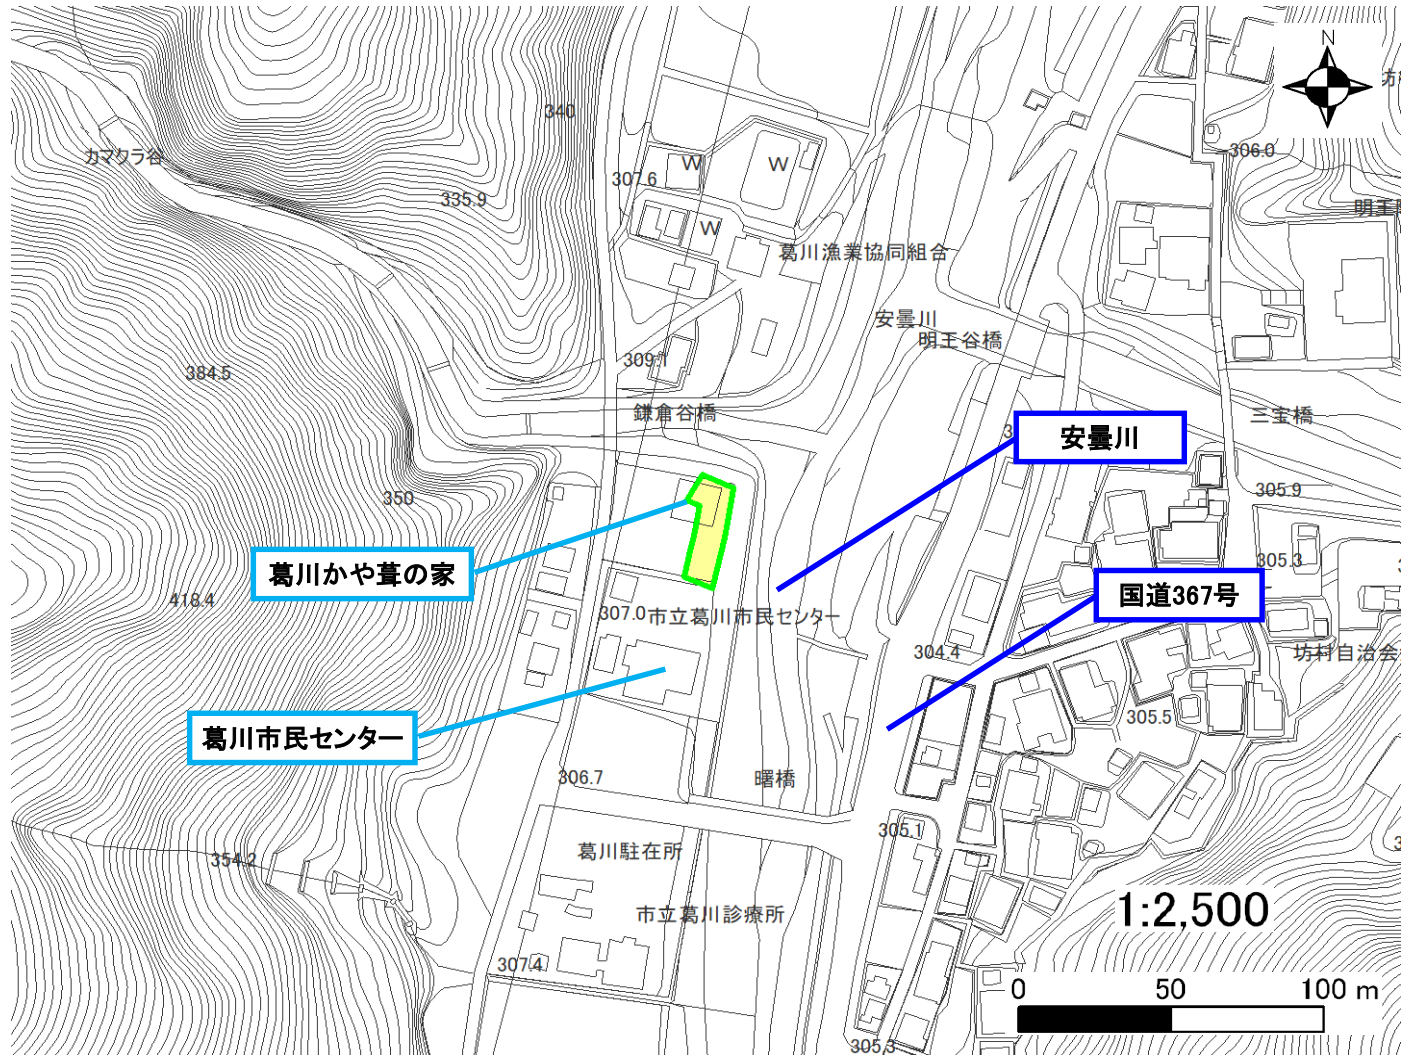 N
坊
340
カマクラ谷
306.0
W
W
307.6
335.9
明王
W
葛川漁業協同組合
安曇川
明王谷橋
309.1
384.5
鎌倉谷橋
三宝橋
安曇川
3
350
305.9
葛川かや葺の家
305.3
国道367号
418.4
307.0
市立葛川市民センター
304.4
坊村自治会
葛川市民センター
305.5
306.7
曙橋
305.1
葛川駐在所
354.2
1:2,500
市立葛川診療所
307.4
0 50 100 m
305.3